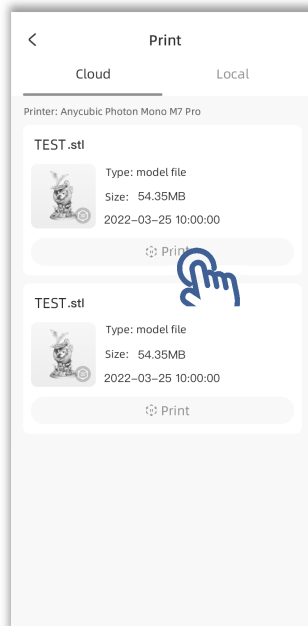 Print
Cloud
Local
Printer: Anycubic Photon Mono M7 Pro
TEST.stl
Type: model file
Size: 54.35MB
2022-03-25 10:00:00
Print
TEST.stl
Type: model file
Size: 54.35MB
2022-03-25 10:00:00
Print